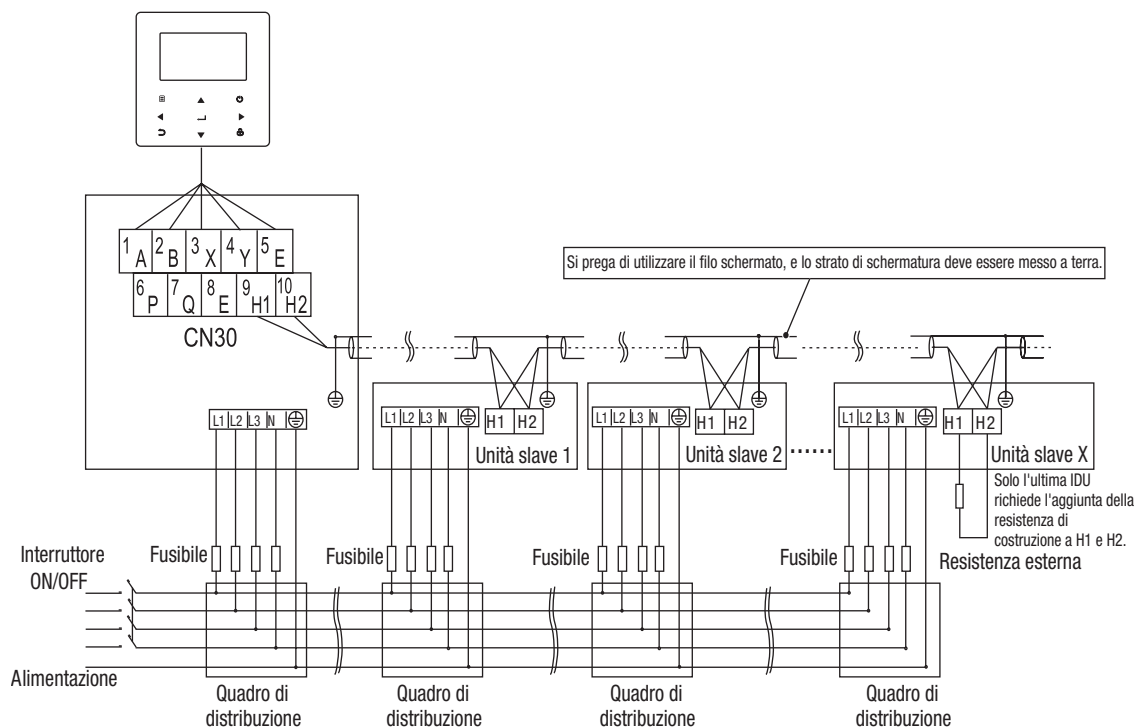 1 A 2 B 3 X 4 Y 5 E
6 P 7 Q 8 E 9 H1 10 H2
CN30
Si prega di utilizzare il filo schermato, e lo strato di schermatura deve essere messo a terra.
L1 L2 L3 N
L1 L2 L3 N
H1 H2
Unità slave 1
L1 L2 L3 N
H1 H2
Unità slave 2
......
L1 L2 L3 N
H1 H2
Unità slave X
Solo l'ultima IDU
richiede l'aggiunta della
resistenza di
costruzione a H1 e H2.
Resistenza esterna
Interruttore
ON/OFF
Fusibile
Fusibile
Fusibile
Fusibile
Alimentazione
Quadro di
distribuzione
Quadro di
distribuzione
Quadro di
distribuzione
Quadro di
distribuzione